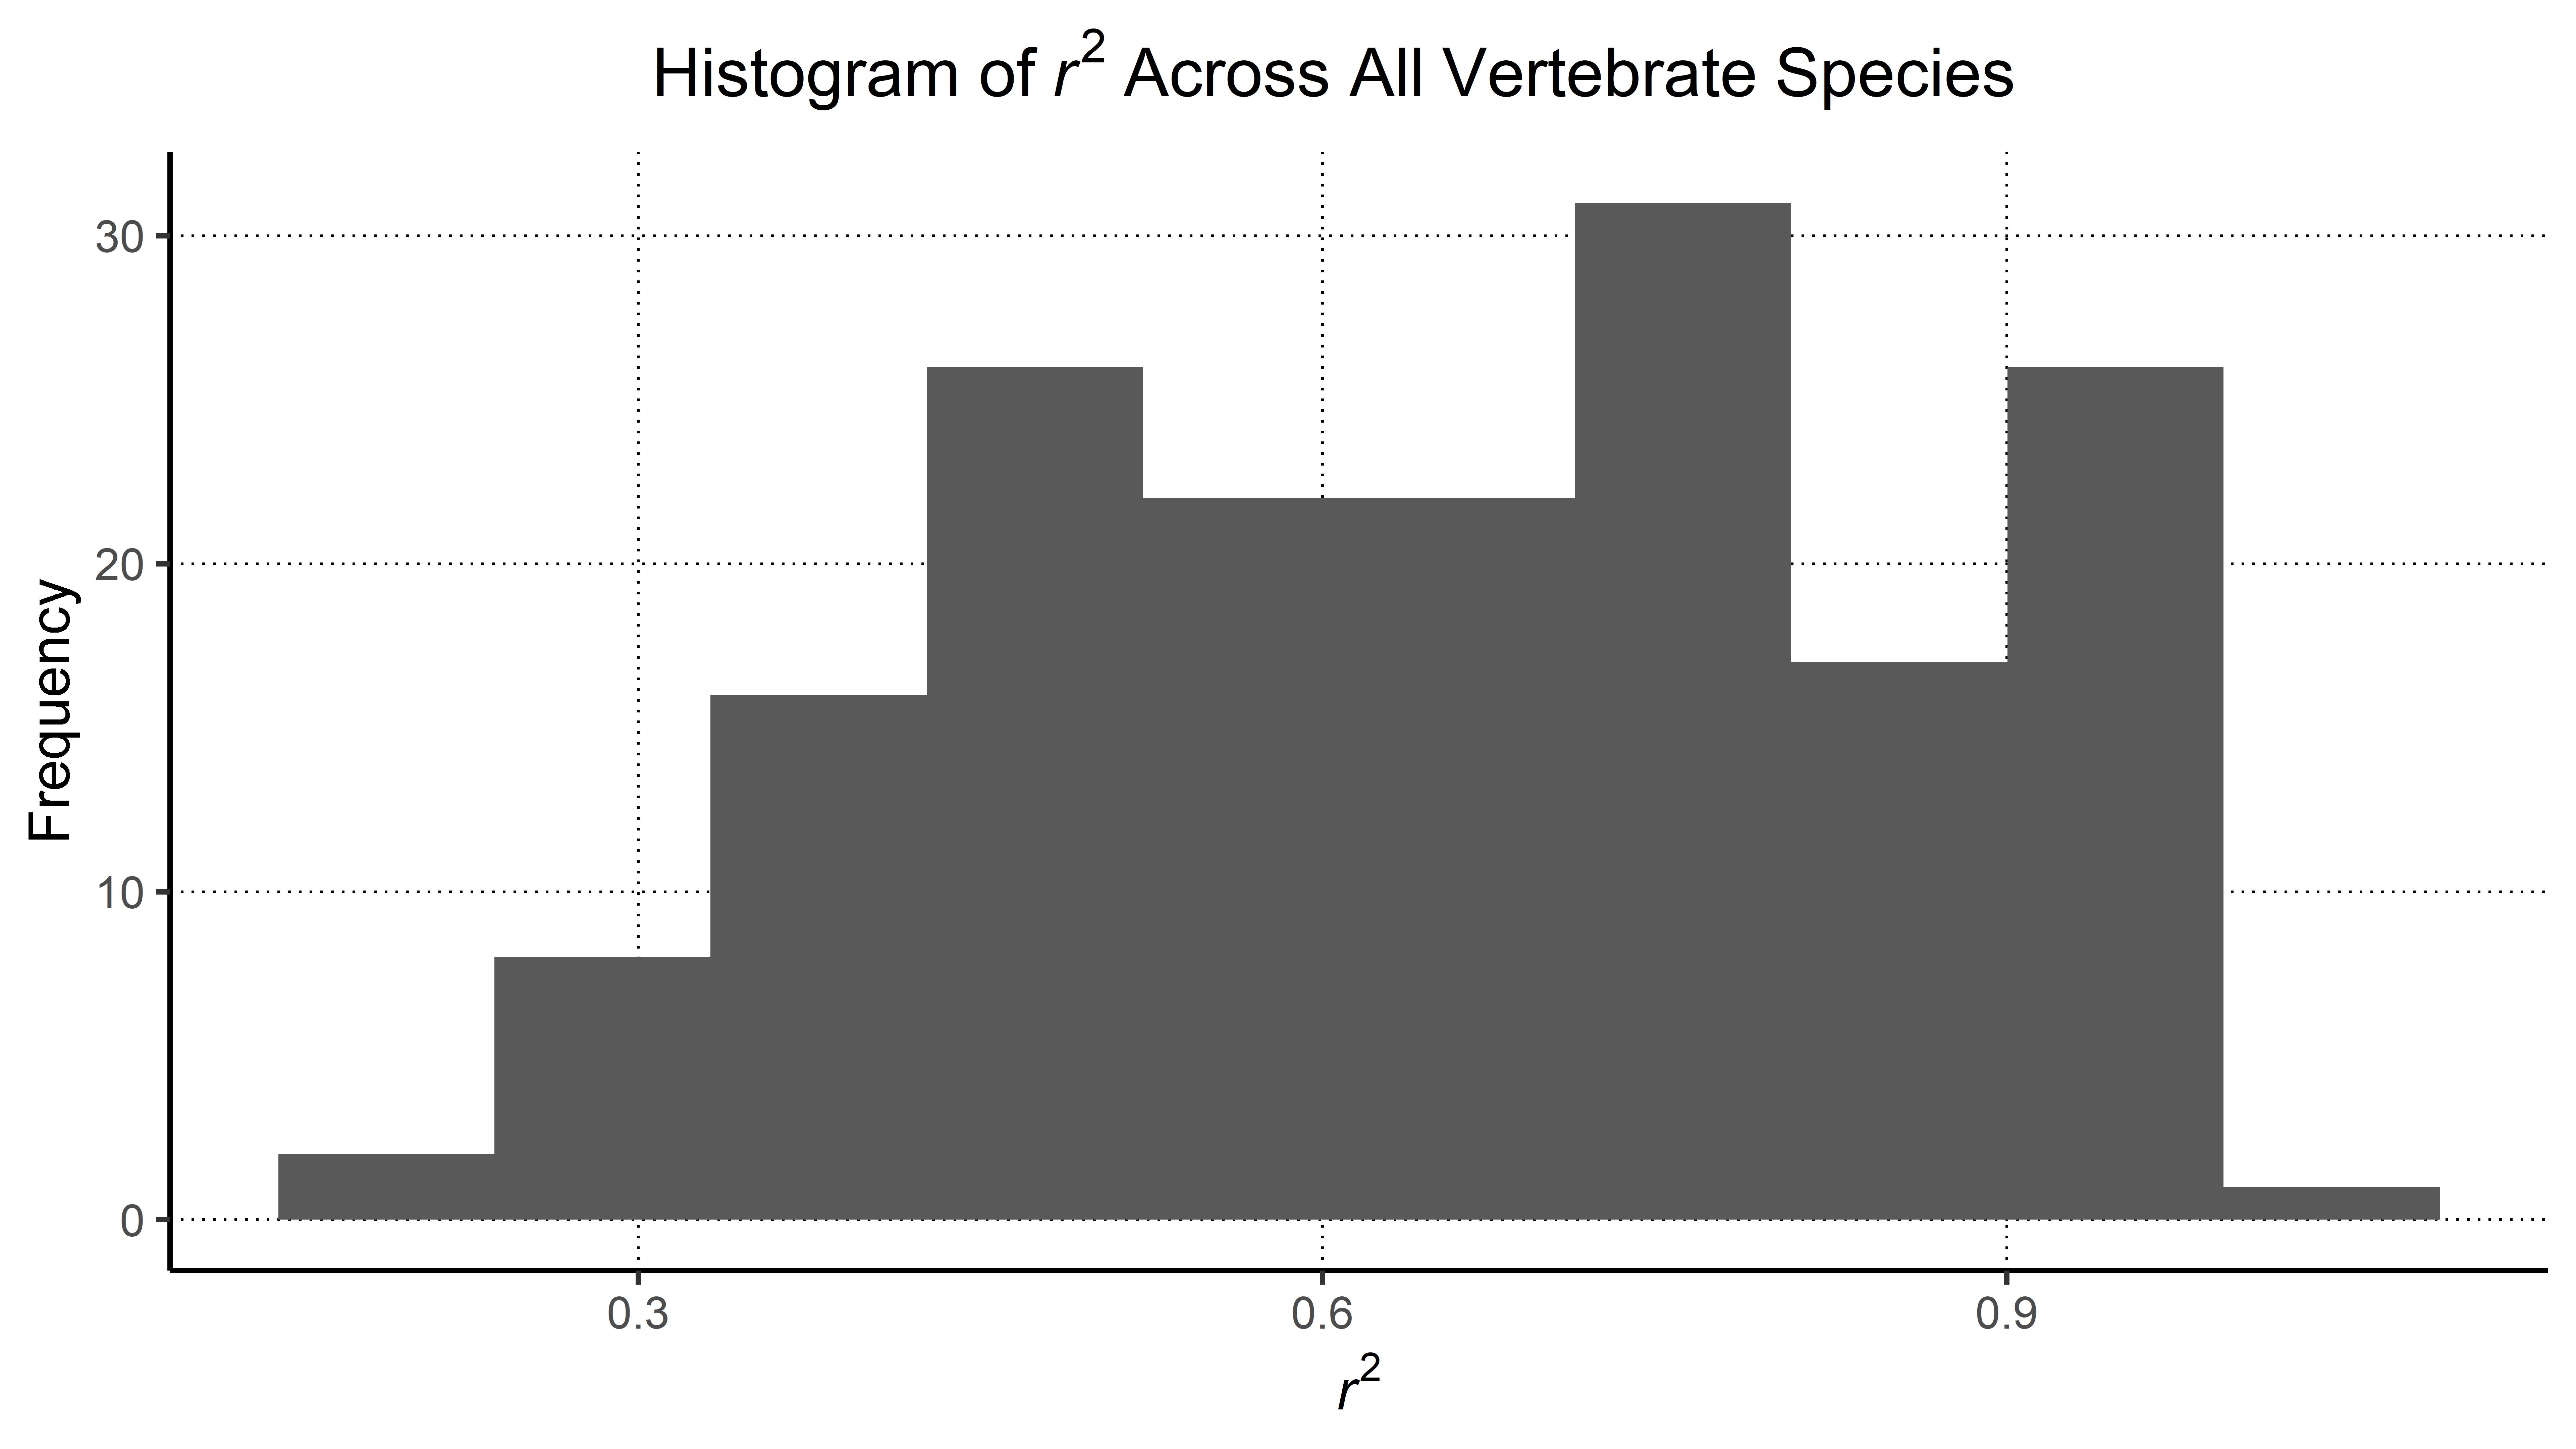 Histogram of r² Across All Vertebrate Species
30
20
10
0
Frequency
0.3 0.6 0.9
r²